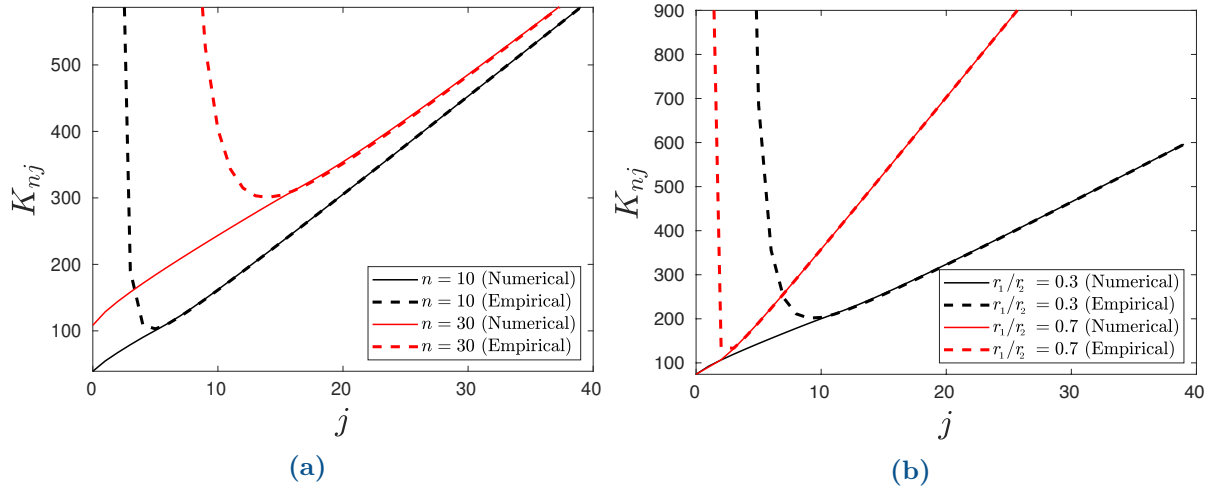 500
400
300
200
100
0
10
20
30
40
K_{nj}
j
n = 10 (Numerical)
n = 10 (Empirical)
n = 30 (Numerical)
n = 30 (Empirical)
(a)
900
800
700
600
500
400
300
200
100
0
10
20
30
40
K_{nj}
j
r_1/r_2 = 0.3 (Numerical)
r_1/r_2 = 0.3 (Empirical)
r_1/r_2 = 0.7 (Numerical)
r_1/r_2 = 0.7 (Empirical)
(b)